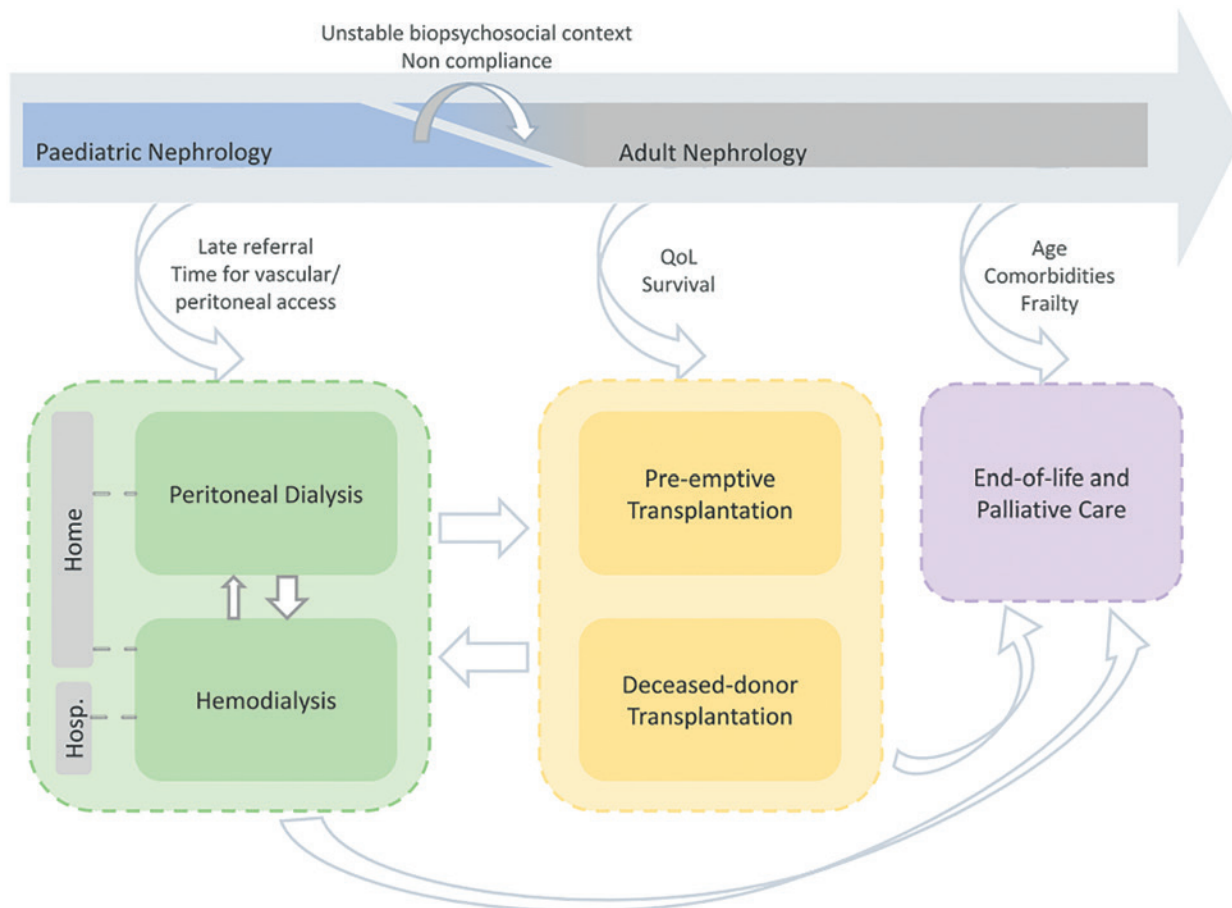 Unstable biopsychosocial context
Non compliance
Paediatric Nephrology
Adult Nephrology
Late referral
Time for vascular/
peritoneal access
QoL
Survival
Age
Comorbidities
Frailty
Home
Hosp.
Peritoneal Dialysis
Hemodialysis
Pre-emptive
Transplantation
Deceased-donor
Transplantation
End-of-life and
Palliative Care